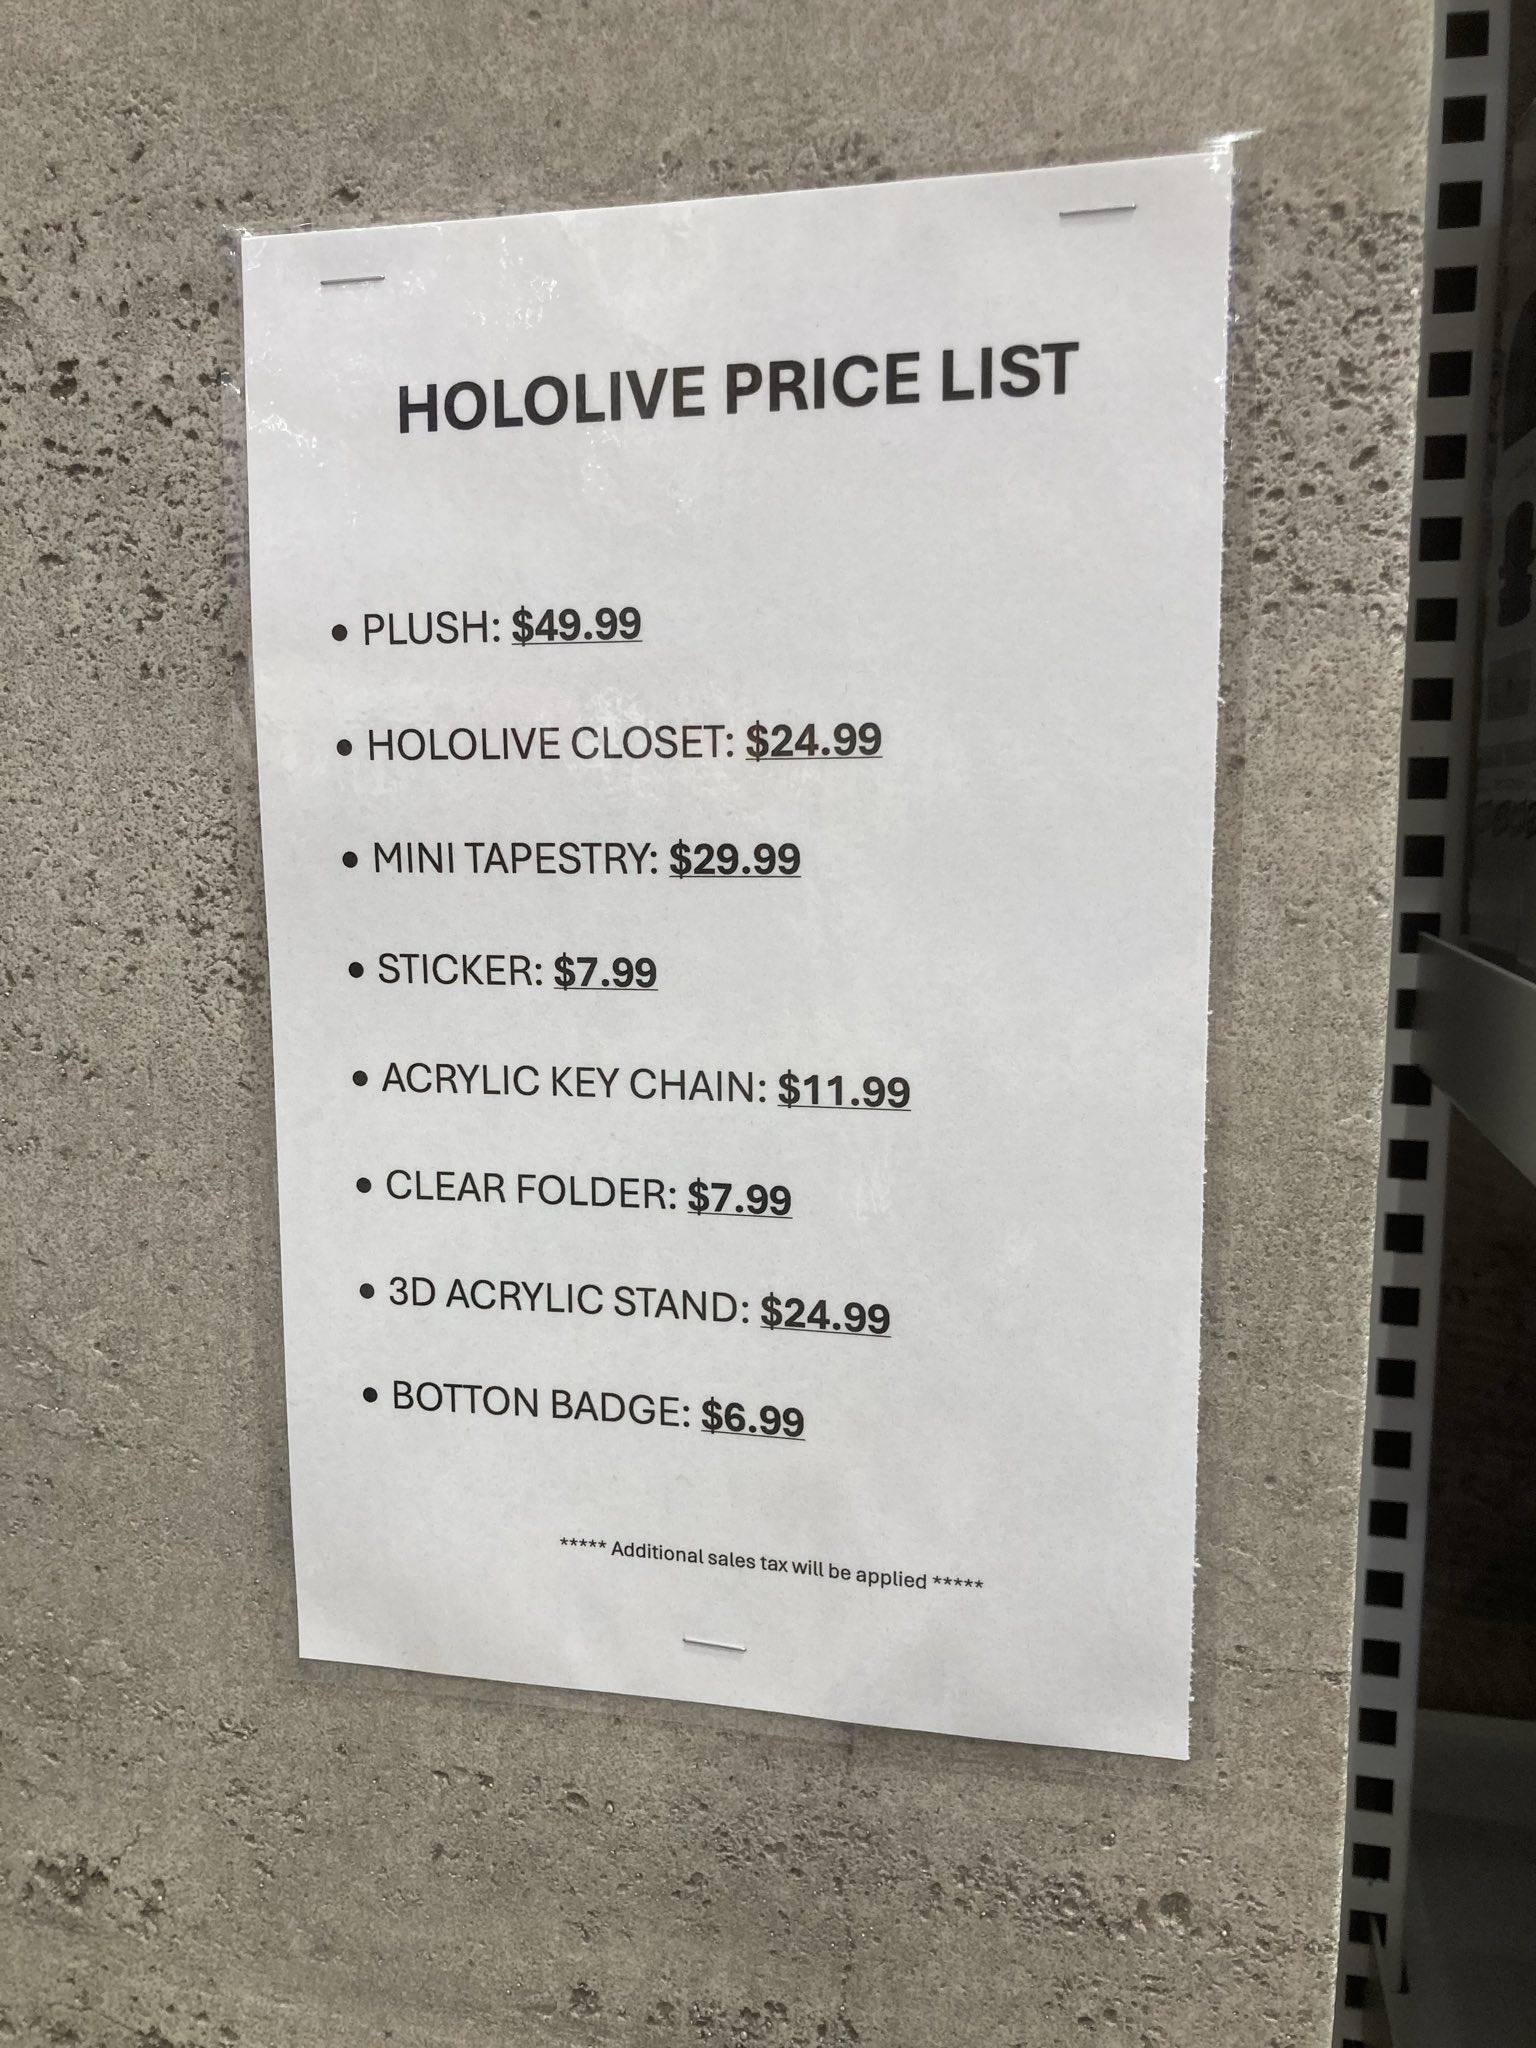 HOLOLIVE PRICE LIST
• PLUSH: $49.99
• HOLOLIVE CLOSET: $24.99
• MINI TAPESTRY: $29.99
• STICKER: $7.99
• ACRYLIC KEY CHAIN: $11.99
• CLEAR FOLDER: $7.99
• 3D ACRYLIC STAND: $24.99
• BOTTON BADGE: $6.99
***** Additional sales tax will be applied *****